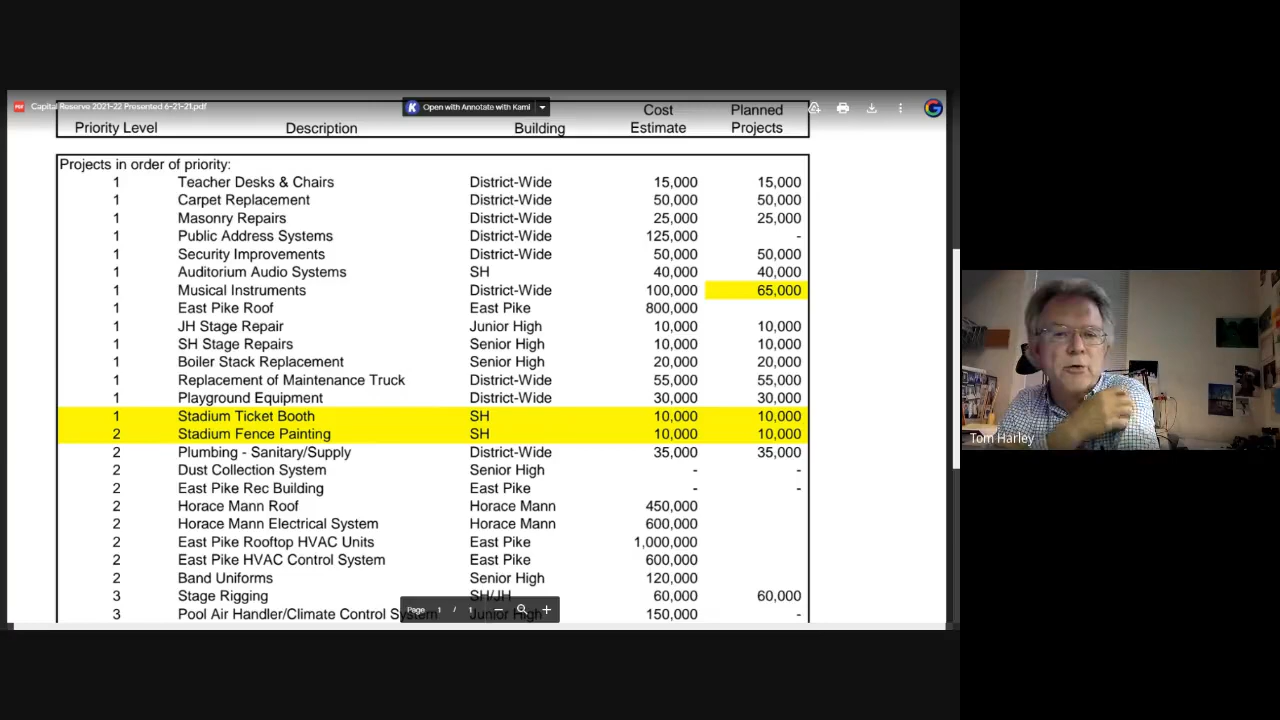 Capital Reserve 2021-22 Presented 6-21-21.pdf
Open with Annotate with Kami
Cost Planned
Priority Level Description Building Estimate Projects
Projects in order of priority:
1 Teacher Desks & Chairs District-Wide 15,000 15,000
1 Carpet Replacement District-Wide 50,000 50,000
1 Masonry Repairs District-Wide 25,000 25,000
1 Public Address Systems District-Wide 125,000 -
1 Security Improvements District-Wide 50,000 50,000
1 Auditorium Audio Systems SH 40,000 40,000
1 Musical Instruments District-Wide 100,000 65,000
1 East Pike Roof East Pike 800,000
1 JH Stage Repair Junior High 10,000 10,000
1 SH Stage Repairs Senior High 10,000 10,000
1 Boiler Stack Replacement Senior High 20,000 20,000
1 Replacement of Maintenance Truck District-Wide 55,000 55,000
1 Playground Equipment District-Wide 30,000 30,000
1 Stadium Ticket Booth SH 10,000 10,000
2 Stadium Fence Painting SH 10,000 10,000
2 Plumbing - Sanitary/Supply District-Wide 35,000 35,000
2 Dust Collection System Senior High - -
2 East Pike Rec Building East Pike - -
2 Horace Mann Roof Horace Mann 450,000
2 Horace Mann Electrical System Horace Mann 600,000
2 East Pike Rooftop HVAC Units East Pike 1,000,000
2 East Pike HVAC Control System East Pike 600,000
2 Band Uniforms Senior High 120,000
3 Stage Rigging SH/JH 60,000 60,000
3 Pool Air Handler/Climate Control System Junior High 150,000 -
Page 1 / 1
Tom Harley